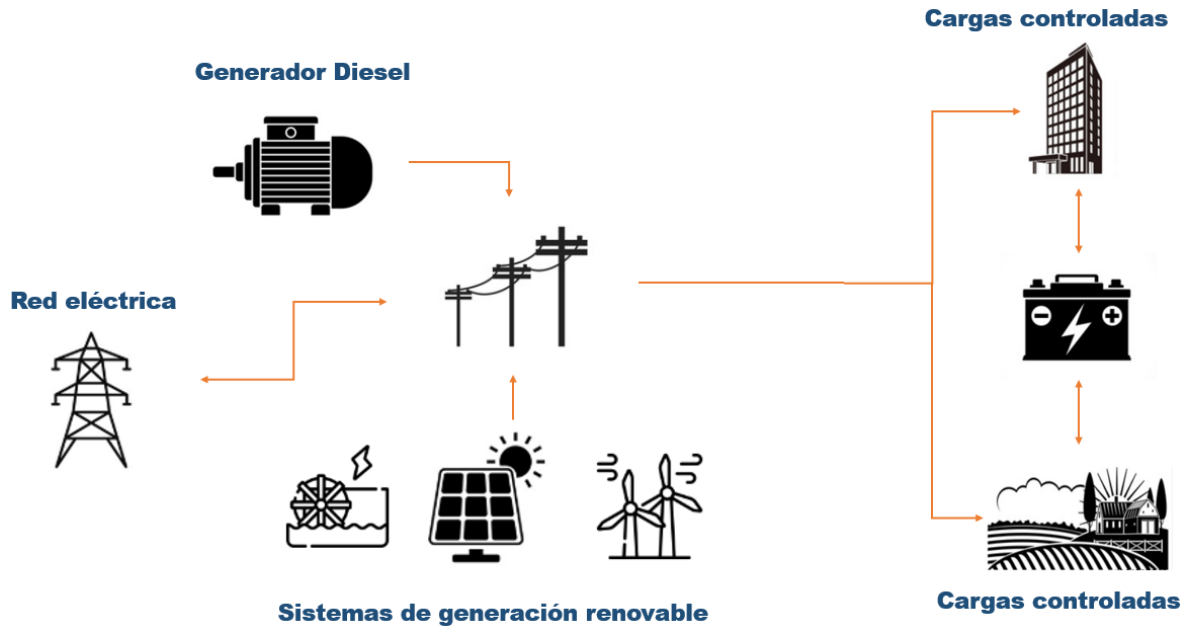 Cargas controladas
Generador Diesel
Red eléctrica
Sistemas de generación renovable
Cargas controladas